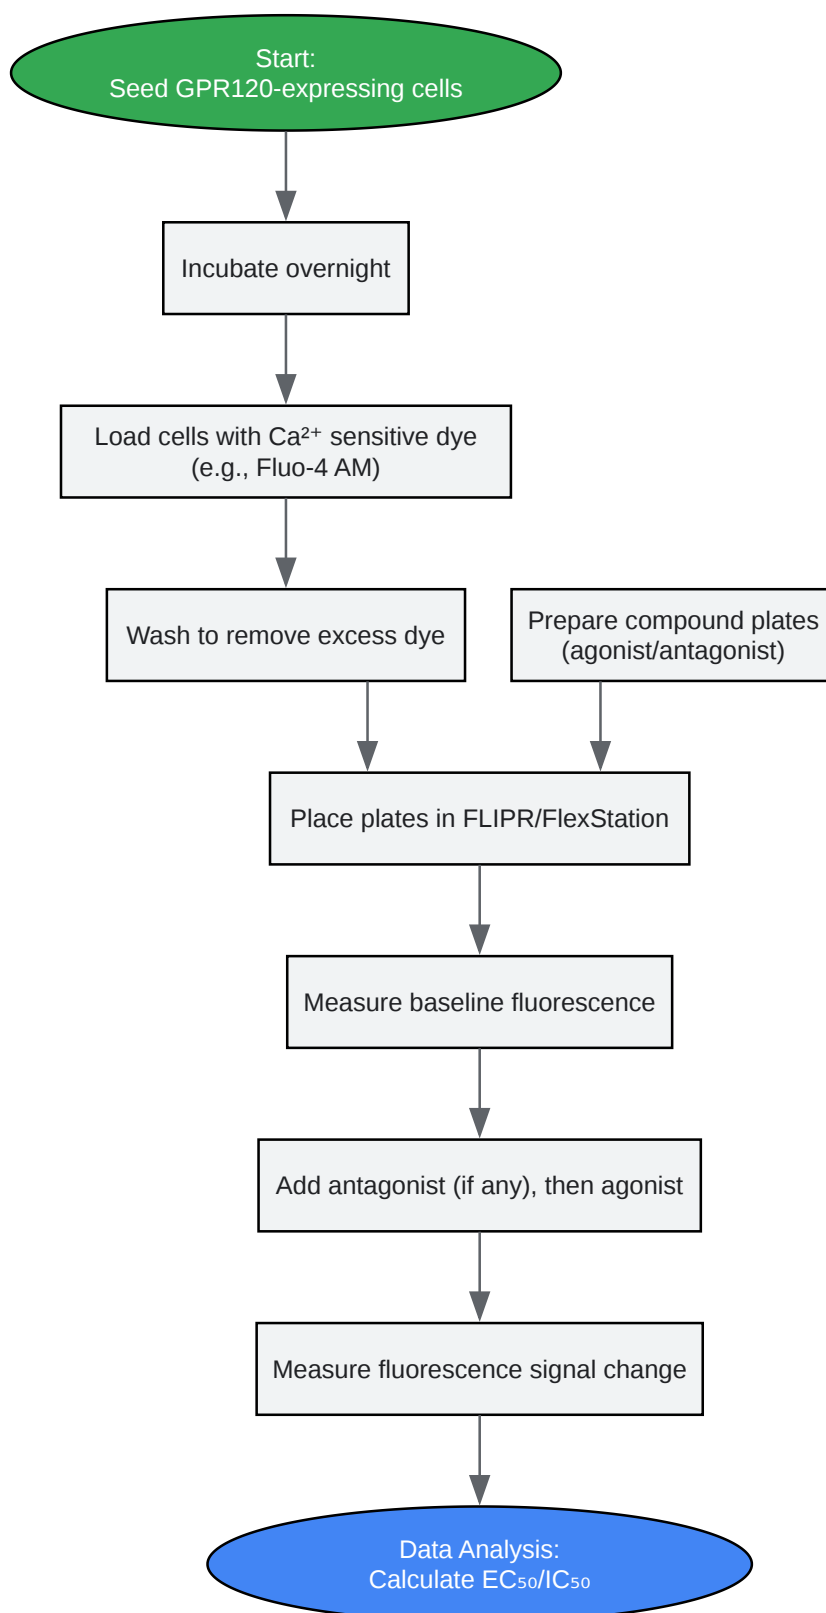 Start:
Seed GPR120-expressing cells
Incubate overnight
Load cells with Ca²⁺ sensitive dye
(e.g., Fluo-4 AM)
Wash to remove excess dye
Prepare compound plates
(agonist/antagonist)
Place plates in FLIPR/FlexStation
Measure baseline fluorescence
Add antagonist (if any), then agonist
Measure fluorescence signal change
Data Analysis:
Calculate EC₅₀/IC₅₀